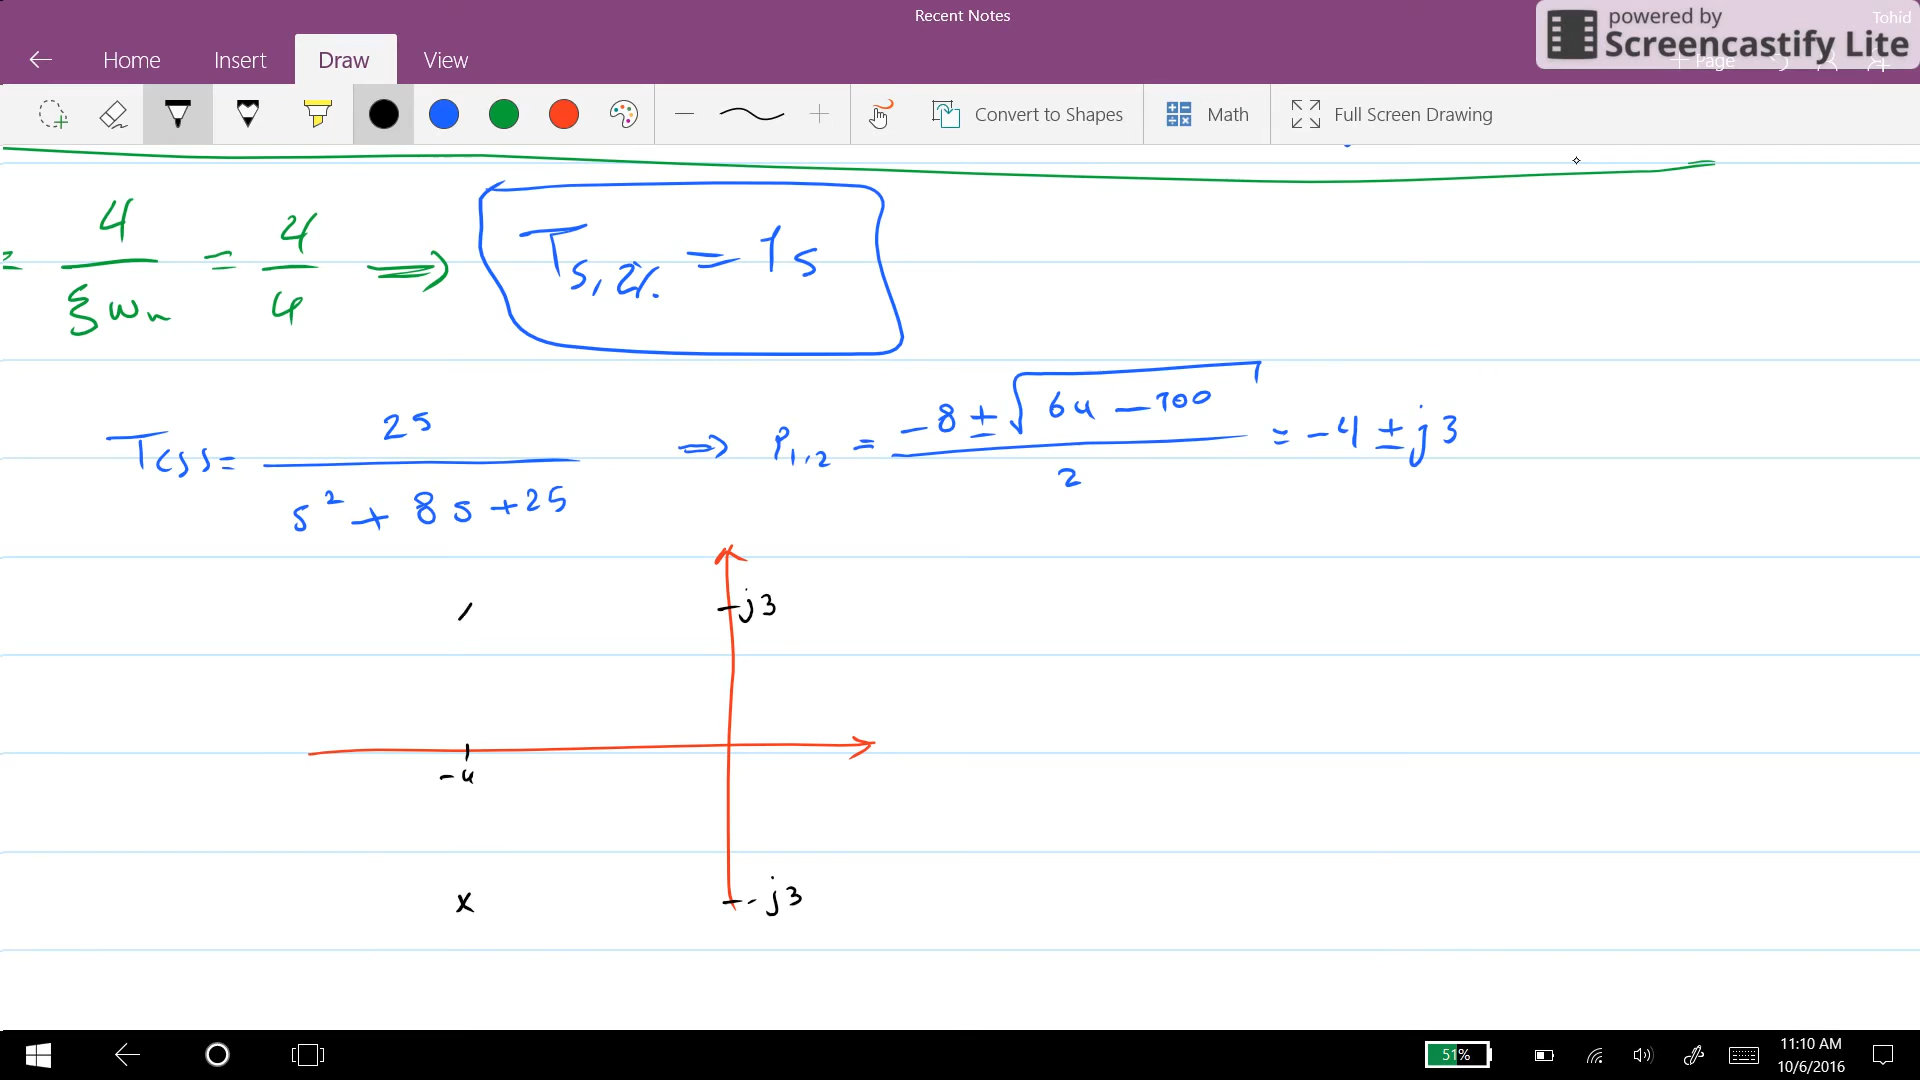 Recent Notes
Tohid
powered by
Screencastify Lite
Home Insert Draw View
+ Page
Convert to Shapes Math Full Screen Drawing
= 4/(ξωn) = 4/4 ⟹ Ts,2% = 1s
T(s) = 25/(s² + 8s + 25) ⟹ P1,2 = (-8 ± √(64 - 100))/2 = -4 ± j3
j3
-4
x -j3
51%
11:10 AM
10/6/2016